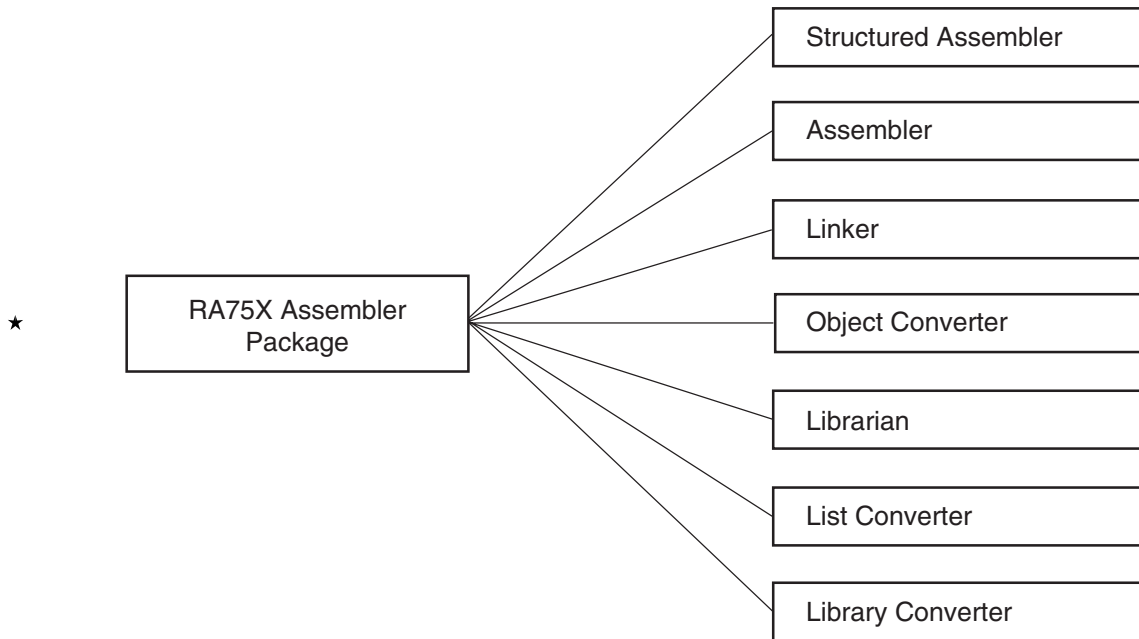 Structured Assembler
Assembler
Linker
★
RA75X Assembler
Package
Object Converter
Librarian
List Converter
Library Converter